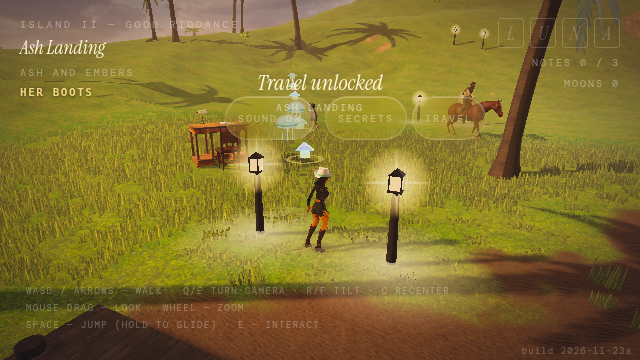 ISLAND II — GOOD RIDDANCE
Ash Landing
ASH AND EMBERS
HER BOOTS
LUNA
NOTES 0 / 3
MOONS 0
Travel unlocked
ASH LANDING
SOUND ON SECRETS TRAVEL
WASD / ARROWS — WALK · Q/E TURN CAMERA · R/F TILT · C RECENTER
MOUSE DRAG — LOOK · WHEEL — ZOOM
SPACE — JUMP (HOLD TO GLIDE) · E — INTERACT
build 2026-11-23a